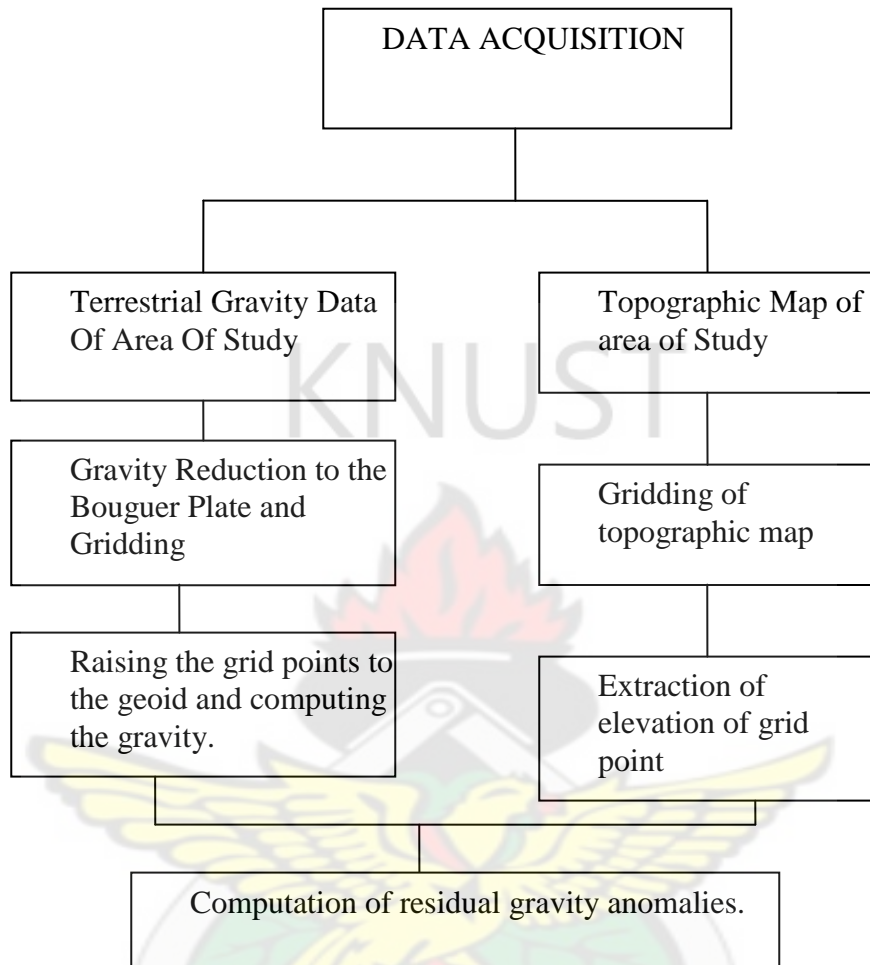 DATA ACQUISITION
Terrestrial Gravity Data
Of Area Of Study
Topographic Map of
area of Study
KNUST
Gravity Reduction to the
Bouguer Plate and
Gridding
Gridding of
topographic map
Raising the grid points to
the geoid and computing
the gravity.
Extraction of
elevation of grid
point
Computation of residual gravity anomalies.